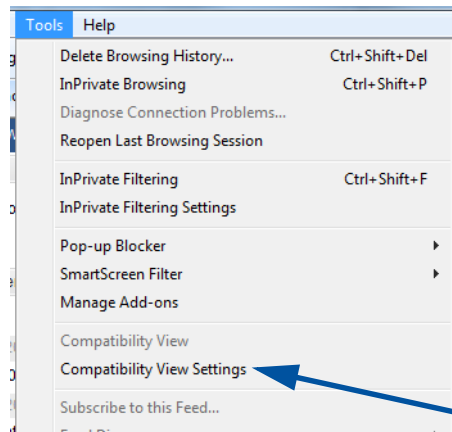 Tools Help
Delete Browsing History... Ctrl+Shift+Del
InPrivate Browsing Ctrl+Shift+P
Diagnose Connection Problems...
Reopen Last Browsing Session
InPrivate Filtering Ctrl+Shift+F
InPrivate Filtering Settings
Pop-up Blocker
SmartScreen Filter
Manage Add-ons
Compatibility View
Compatibility View Settings
Subscribe to this Feed...